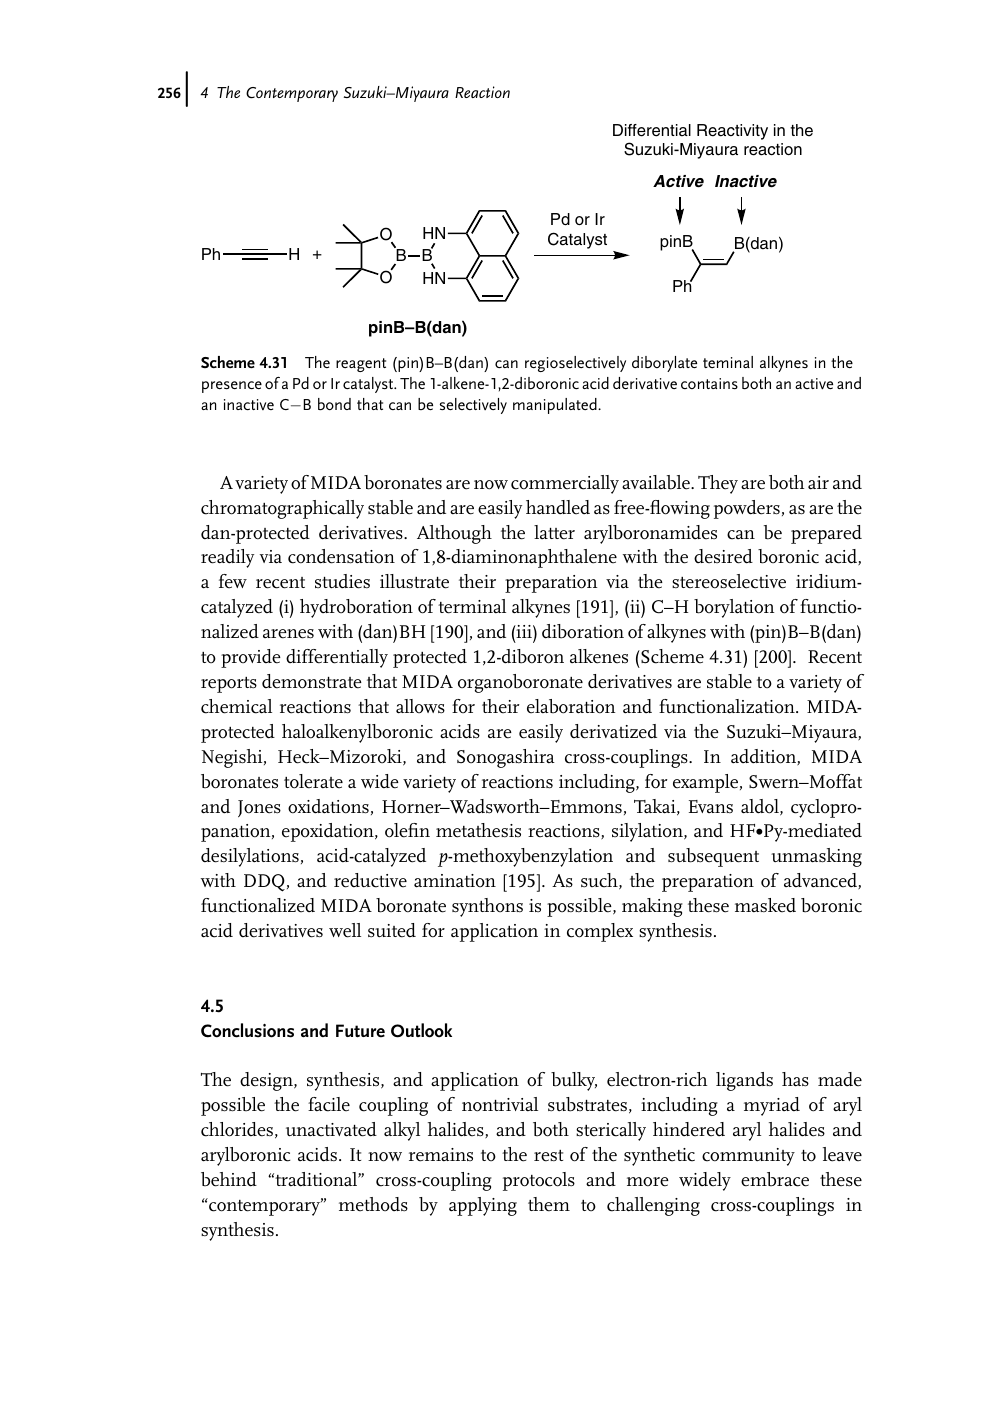 256 4 The Contemporary Suzuki–Miyaura Reaction
Differential Reactivity in the
Suzuki-Miyaura reaction
Active Inactive
Ph H + O O B–B HN HN
Pd or Ir
Catalyst
pinB B(dan)
Ph
pinB–B(dan)
Scheme 4.31 The reagent (pin)B–B(dan) can regioselectively diborylate teminal alkynes in the
presence of a Pd or Ir catalyst. The 1-alkene-1,2-diboronic acid derivative contains both an active and
an inactive C−B bond that can be selectively manipulated.
A variety of MIDA boronates are now commercially available. They are both air and
chromatographically stable and are easily handled as free-flowing powders, as are the
dan-protected derivatives. Although the latter arylboronamides can be prepared
readily via condensation of 1,8-diaminonaphthalene with the desired boronic acid,
a few recent studies illustrate their preparation via the stereoselective iridium-
catalyzed (i) hydroboration of terminal alkynes [191], (ii) C–H borylation of functio-
nalized arenes with (dan)BH [190], and (iii) diboration of alkynes with (pin)B–B(dan)
to provide differentially protected 1,2-diboron alkenes (Scheme 4.31) [200]. Recent
reports demonstrate that MIDA organoboronate derivatives are stable to a variety of
chemical reactions that allows for their elaboration and functionalization. MIDA-
protected haloalkenylboronic acids are easily derivatized via the Suzuki–Miyaura,
Negishi, Heck–Mizoroki, and Sonogashira cross-couplings. In addition, MIDA
boronates tolerate a wide variety of reactions including, for example, Swern–Moffat
and Jones oxidations, Horner–Wadsworth–Emmons, Takai, Evans aldol, cyclopro-
panation, epoxidation, olefin metathesis reactions, silylation, and HF•Py-mediated
desilylations, acid-catalyzed p-methoxybenzylation and subsequent unmasking
with DDQ, and reductive amination [195]. As such, the preparation of advanced,
functionalized MIDA boronate synthons is possible, making these masked boronic
acid derivatives well suited for application in complex synthesis.
4.5
Conclusions and Future Outlook
The design, synthesis, and application of bulky, electron-rich ligands has made
possible the facile coupling of nontrivial substrates, including a myriad of aryl
chlorides, unactivated alkyl halides, and both sterically hindered aryl halides and
arylboronic acids. It now remains to the rest of the synthetic community to leave
behind “traditional” cross-coupling protocols and more widely embrace these
“contemporary” methods by applying them to challenging cross-couplings in
synthesis.